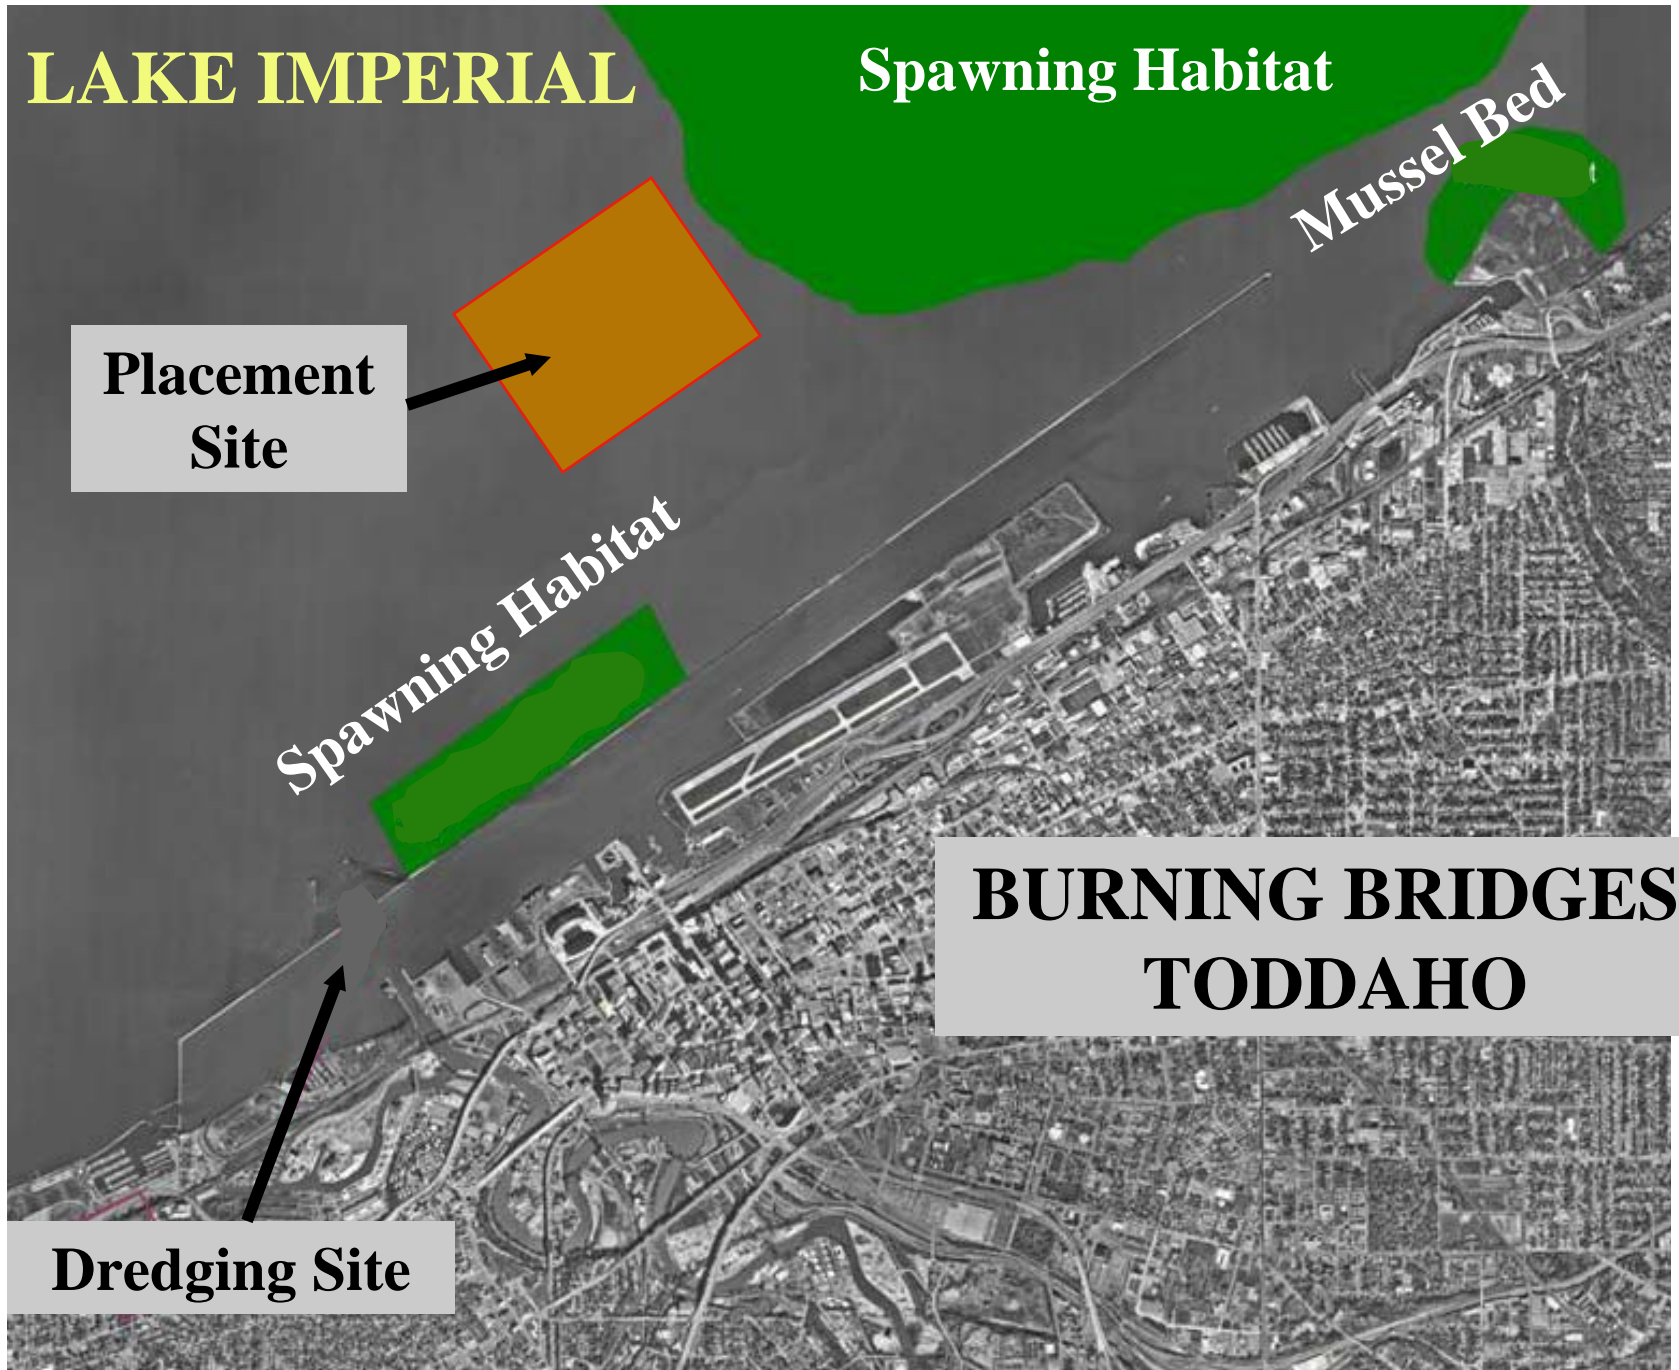 LAKE IMPERIAL
Spawning Habitat
Mussel Bed
Placement
Site
Spawning Habitat
BURNING BRIDGES
TODDAHO
Dredging Site